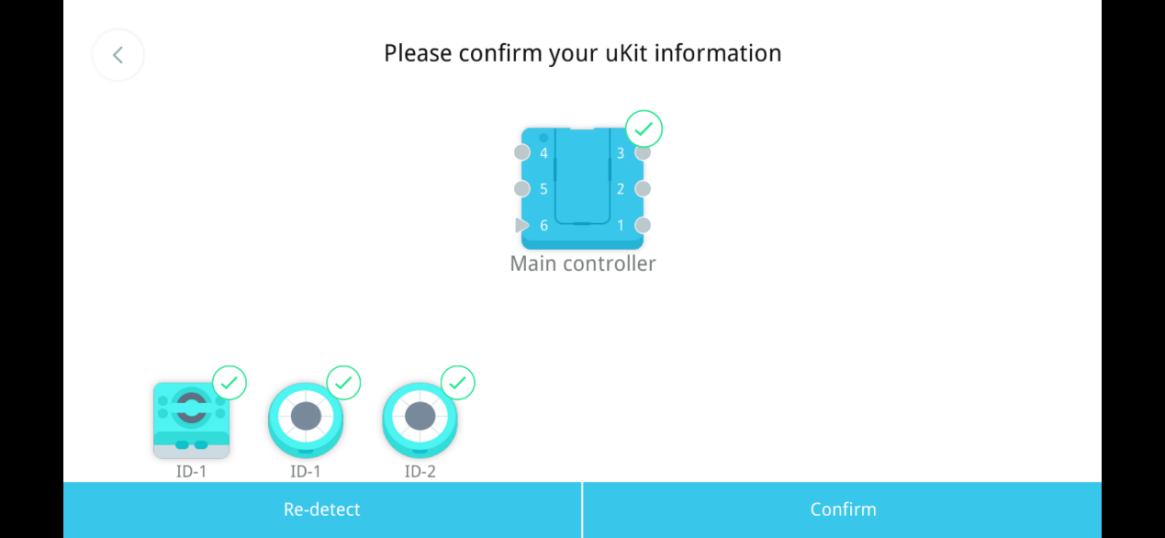 Please confirm your uKit information
4 3
5 2
6 1
Main controller
ID-1 ID-1 ID-2
Re-detect Confirm